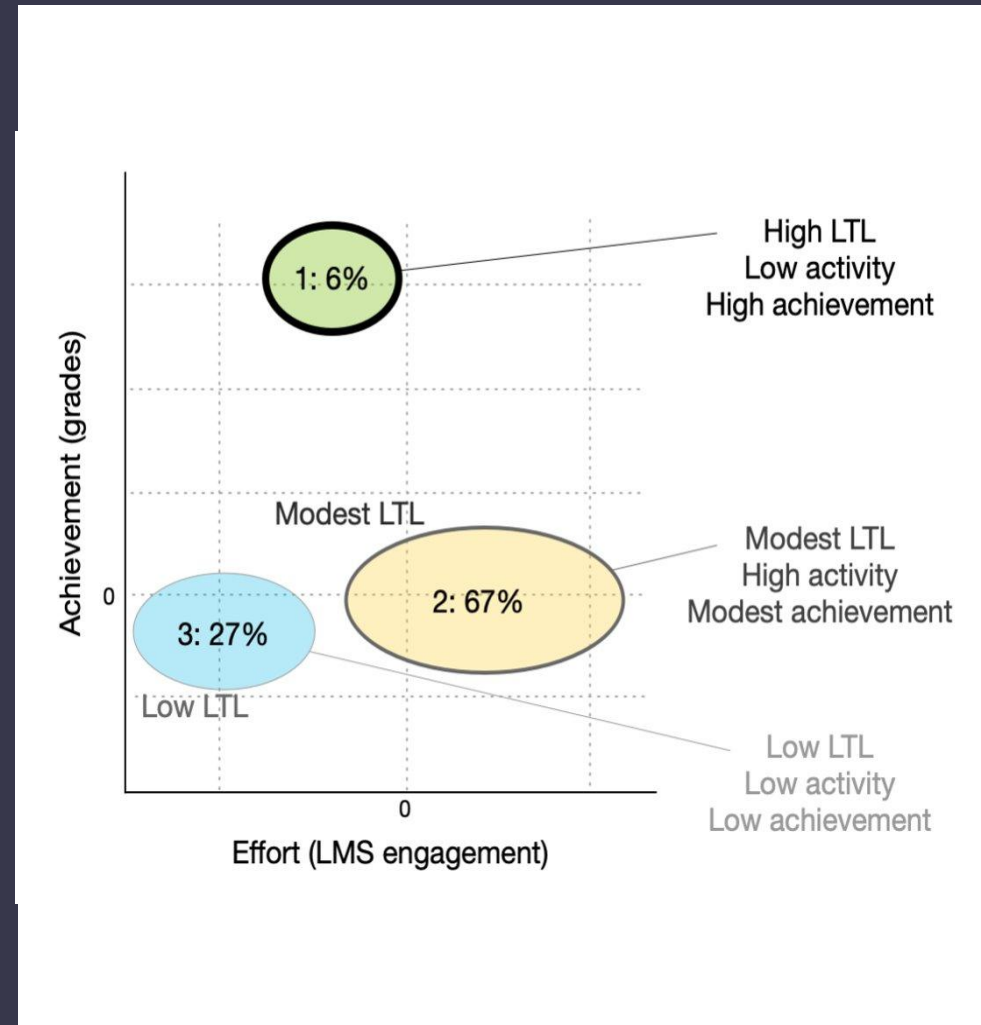 High LTL
Low activity
High achievement
1: 6%
Achievement (grades)
Modest LTL
Modest LTL
High activity
Modest achievement
0
2: 67%
3: 27%
Low LTL
Low LTL
Low activity
Low achievement
0
Effort (LMS engagement)